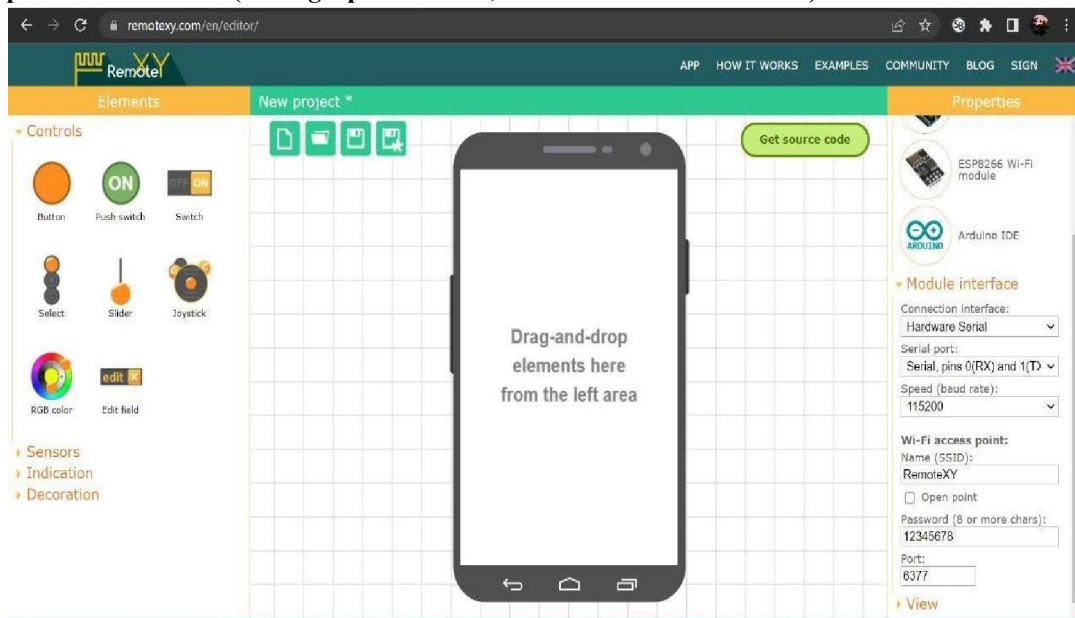 remotexy.com/en/editor/
RemoteXY
APP HOW IT WORKS EXAMPLES COMMUNITY BLOG SIGN
Elements
New project *
Properties
Controls
Get source code
ON
OFF ON
Button
Push switch
Switch
Select
Slider
Joystick
edit
RGB color
Edit field
Sensors
Indication
Decoration
Drag-and-drop
elements here
from the left area
ESP8266 Wi-Fi
module
ARDUINO
Arduino IDE
Module interface
Connection interface:
Hardware Serial
Serial port:
Serial, pins 0(RX) and 1(TX
Speed (baud rate):
115200
Wi-Fi access point:
Name (SSID):
RemoteXY
Open point
Password (8 or more chars):
12345678
Port:
6377
View